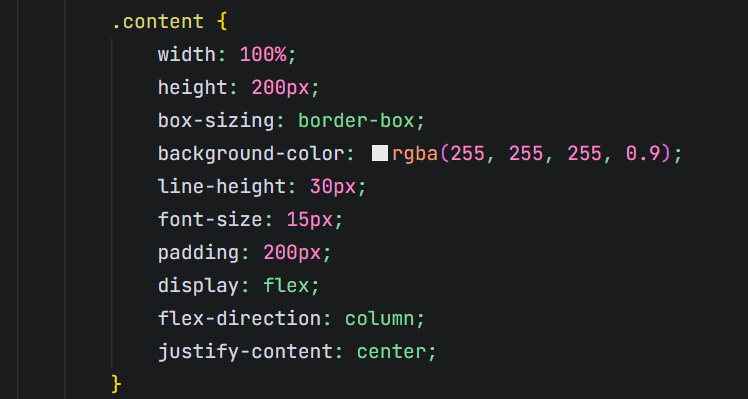 .content {
width: 100%;
height: 200px;
box-sizing: border-box;
background-color: rgba(255, 255, 255, 0.9);
line-height: 30px;
font-size: 15px;
padding: 200px;
display: flex;
flex-direction: column;
justify-content: center;
}